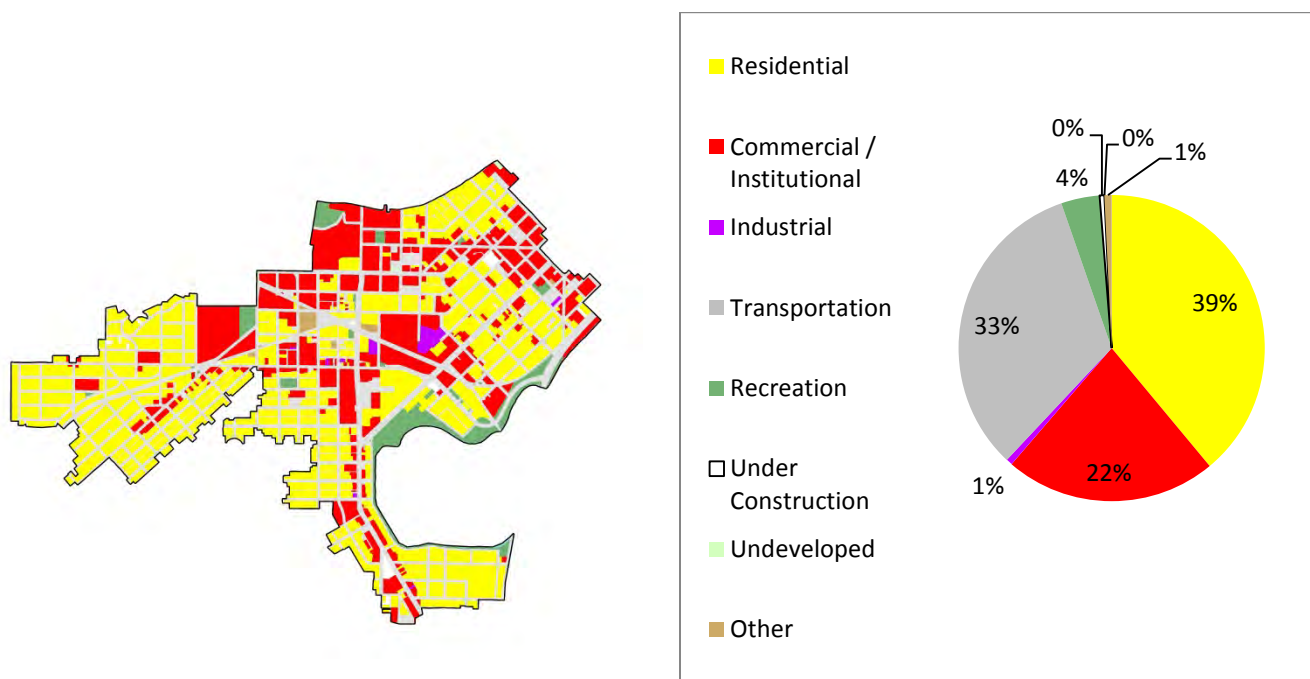 Residential
Commercial /
Institutional
Industrial
Transportation
Recreation
Under
Construction
Undeveloped
Other
0%
0%
1%
4%
39%
33%
22%
1%